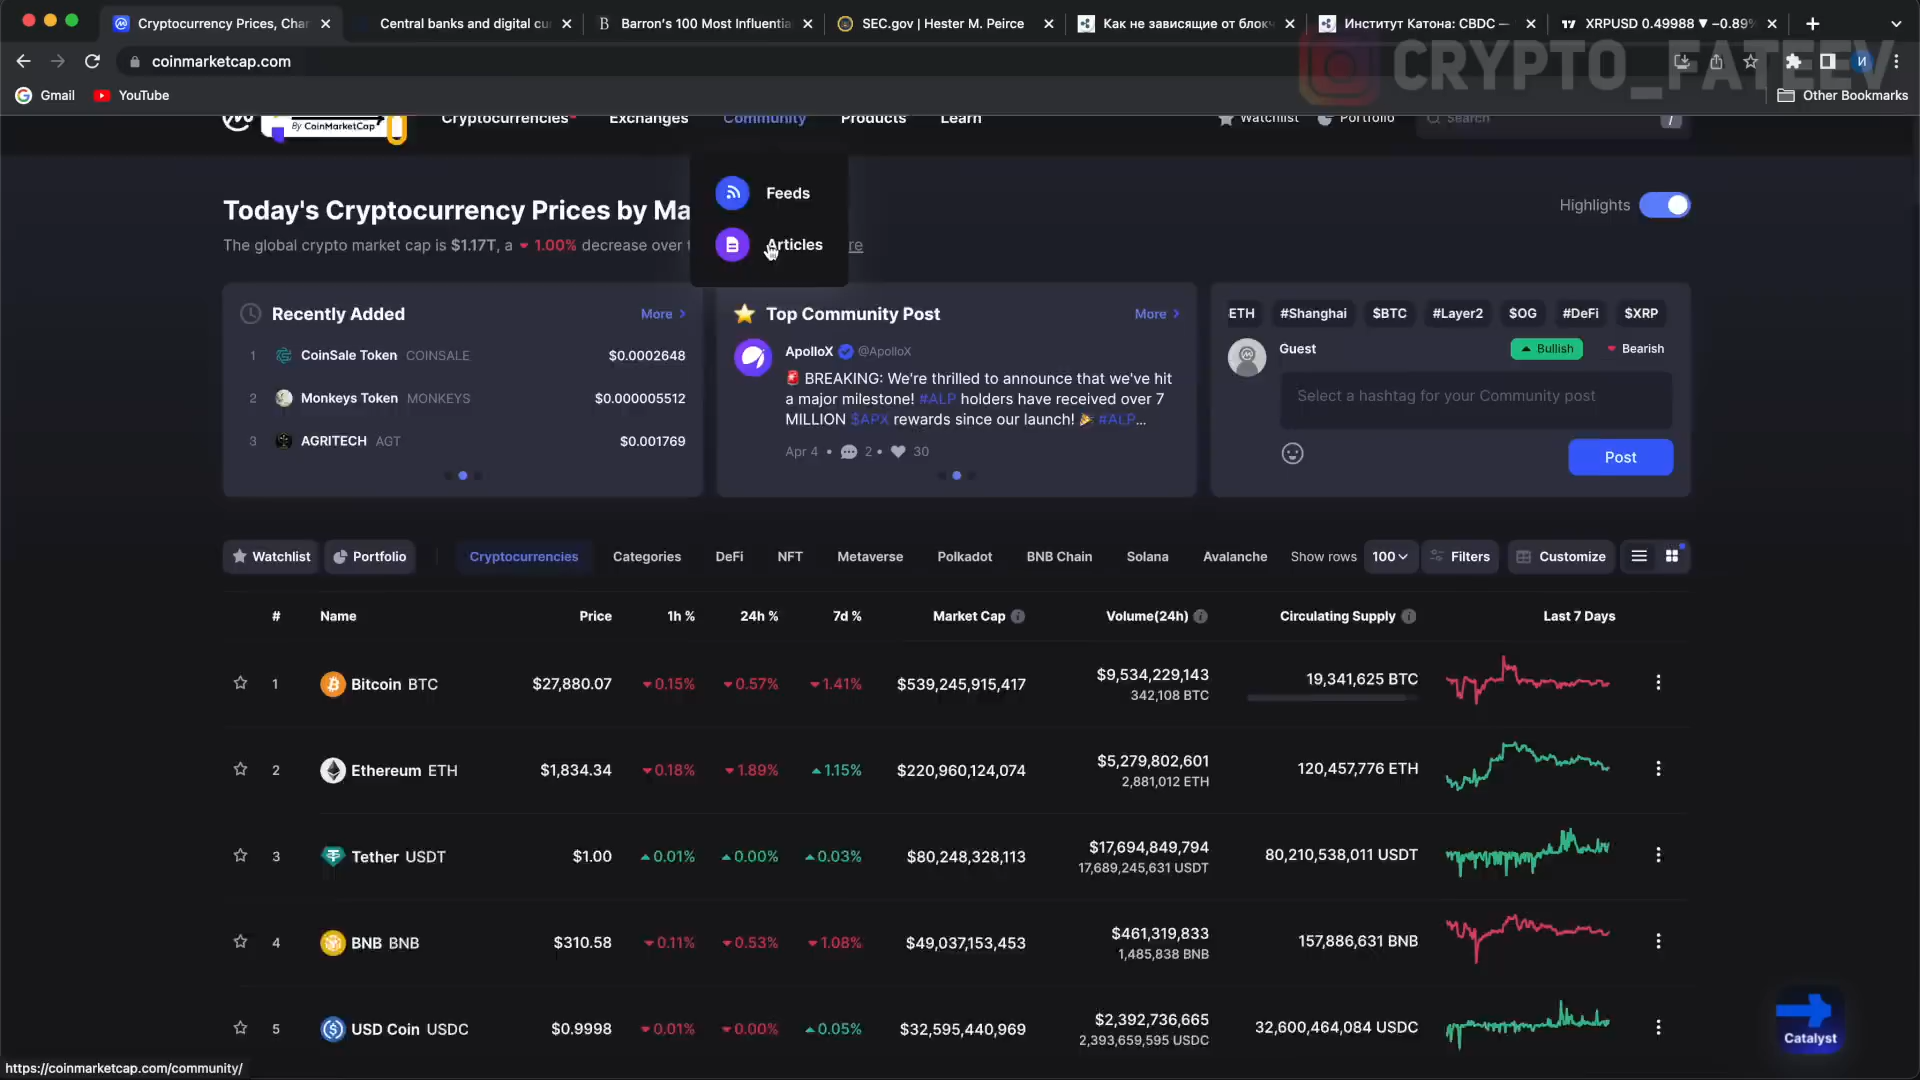 Cryptocurrency Prices, Cha
Central banks and digital cu
Barron's 100 Most Influentia
SEC.gov | Hester M. Peirce
Как не зависящие от блокч
Институт Катона: CBDC —
XRPUSD 0.49988 ▼ −0.89%
coinmarketcap.com
CRYPTO_FATEEV
И
Gmail
YouTube
Other Bookmarks
By CoinMarketCap
Cryptocurrencies
Exchanges
Community
Products
Learn
Watchlist
Portfolio
Search
/
Feeds
Articles
Today's Cryptocurrency Prices by Ma
Highlights
The global crypto market cap is $1.17T, a ▼ 1.00% decrease over
re
Recently Added
More >
1 CoinSale Token COINSALE $0.0002648
2 Monkeys Token MONKEYS $0.000005512
3 AGRITECH AGT $0.001769
Top Community Post
More >
ApolloX @ApolloX
🚨 BREAKING: We're thrilled to announce that we've hit
a major milestone! #ALP holders have received over 7
MILLION $APX rewards since our launch! 🎉 #ALP...
Apr 4 • 2 • 30
ETH #Shanghai $BTC #Layer2 $OG #DeFi $XRP
Guest
Bullish
Bearish
Select a hashtag for your Community post
Post
Watchlist
Portfolio
Cryptocurrencies
Categories
DeFi
NFT
Metaverse
Polkadot
BNB Chain
Solana
Avalanche
Show rows
100
Filters
Customize
# Name Price 1h % 24h % 7d % Market Cap Volume(24h) Circulating Supply Last 7 Days
1 Bitcoin BTC $27,880.07 ▼0.15% ▼0.57% ▼1.41% $539,245,915,417 $9,534,229,143 19,341,625 BTC
342,108 BTC
2 Ethereum ETH $1,834.34 ▼0.18% ▼1.89% ▲1.15% $220,960,124,074 $5,279,802,601 120,457,776 ETH
2,881,012 ETH
3 Tether USDT $1.00 ▲0.01% ▲0.00% ▲0.03% $80,248,328,113 $17,694,849,794 80,210,538,011 USDT
17,689,245,631 USDT
4 BNB BNB $310.58 ▼0.11% ▼0.53% ▼1.08% $49,037,153,453 $461,319,833 157,886,631 BNB
1,485,838 BNB
5 USD Coin USDC $0.9998 ▼0.01% ▼0.00% ▲0.05% $32,595,440,969 $2,392,736,665 32,600,464,084 USDC
2,393,659,595 USDC
Catalyst
https://coinmarketcap.com/community/